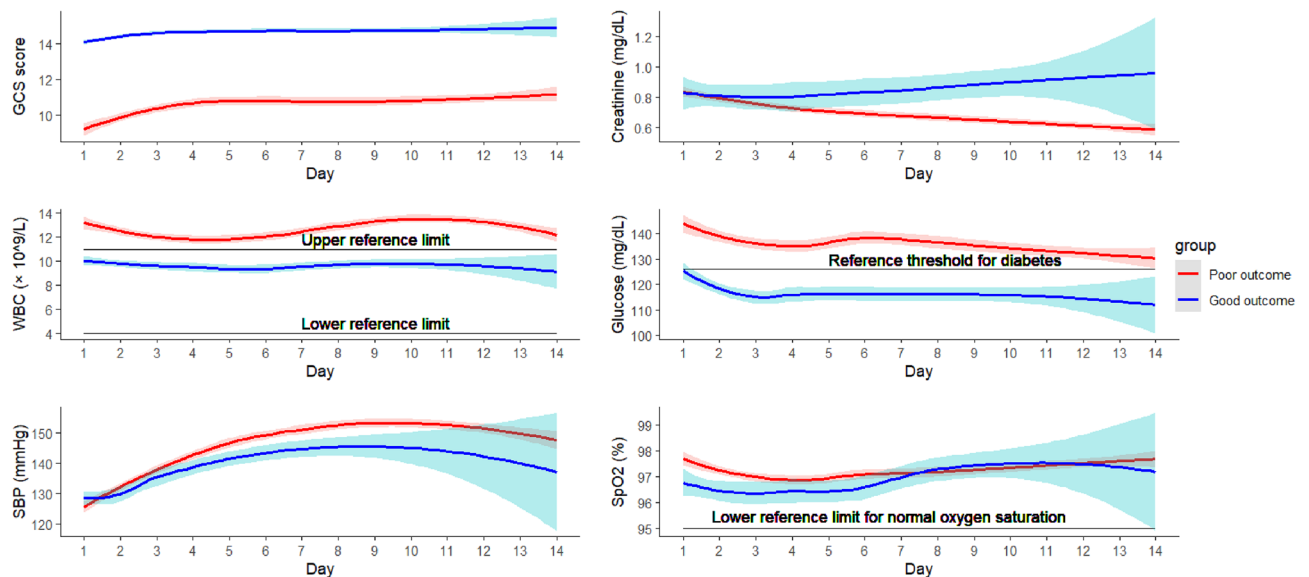 GCS score
14
12
10
1 2 3 4 5 6 7 8 9 10 11 12 13 14
Day
Creatinine (mg/dL)
1.2
1.0
0.8
0.6
1 2 3 4 5 6 7 8 9 10 11 12 13 14
Day
WBC (× 10^9/L)
14
12
10
8
6
4
Upper reference limit
Lower reference limit
1 2 3 4 5 6 7 8 9 10 11 12 13 14
Day
Glucose (mg/dL)
140
130
120
110
100
Reference threshold for diabetes
1 2 3 4 5 6 7 8 9 10 11 12 13 14
Day
group
Poor outcome
Good outcome
SBP (mmHg)
150
140
130
120
1 2 3 4 5 6 7 8 9 10 11 12 13 14
Day
SpO2 (%)
99
98
97
96
95
Lower reference limit for normal oxygen saturation
1 2 3 4 5 6 7 8 9 10 11 12 13 14
Day